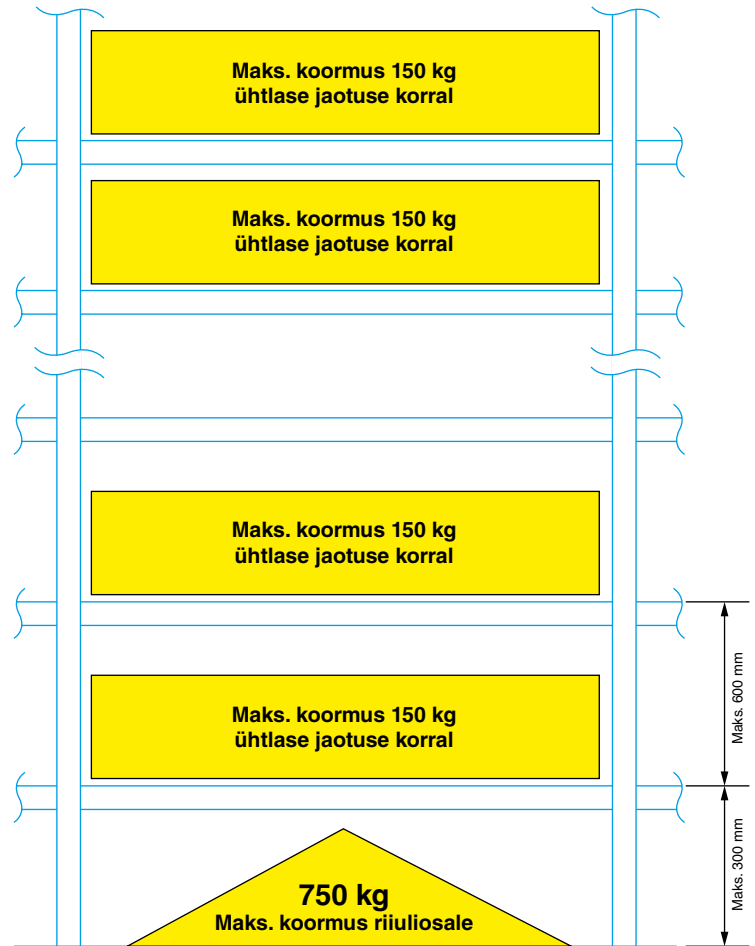 Maks. koormus 150 kg
ühtlase jaotuse korral
Maks. koormus 150 kg
ühtlase jaotuse korral
Maks. koormus 150 kg
ühtlase jaotuse korral
Maks. 600 mm
Maks. koormus 150 kg
ühtlase jaotuse korral
Maks. 300 mm
750 kg
Maks. koormus riiuliosale